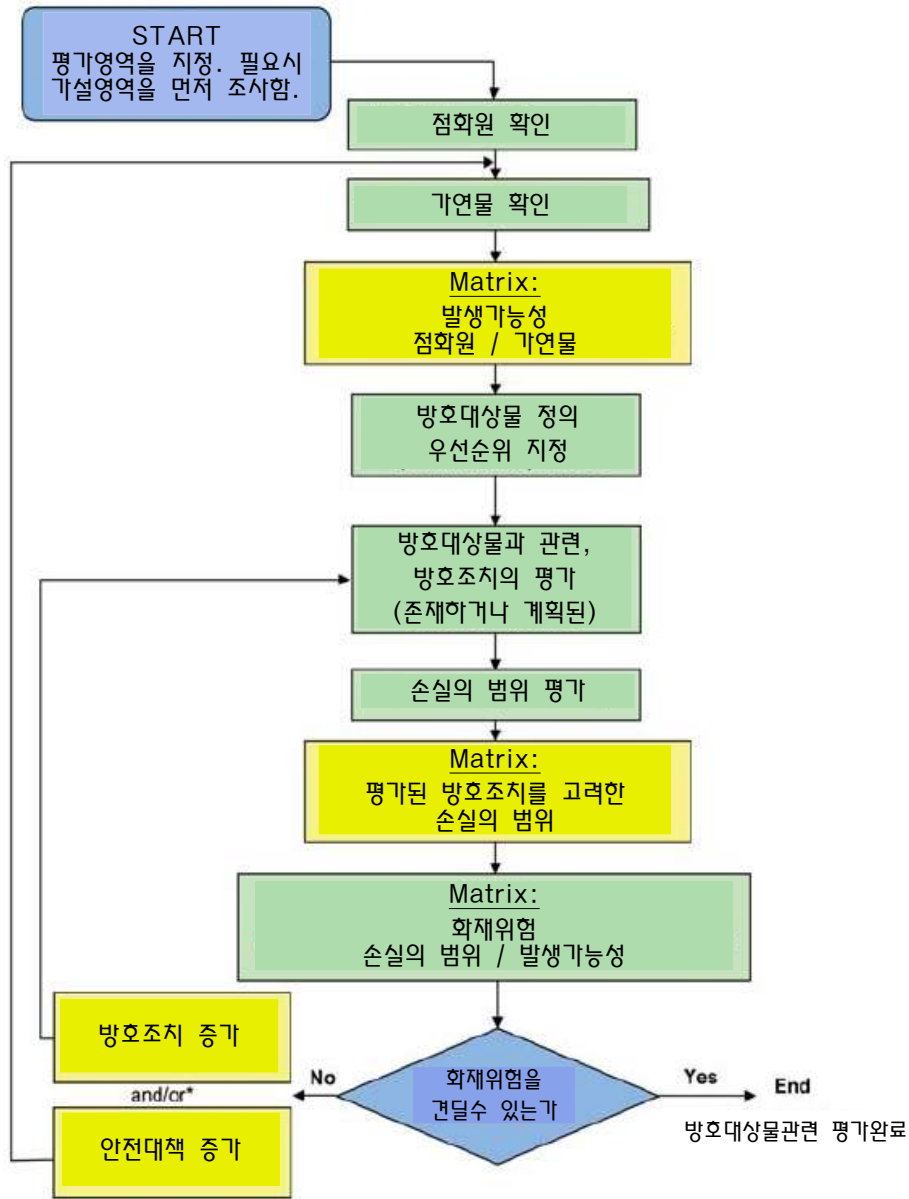 START
평가영역을 지정. 필요시
가설영역을 먼저 조사함.
점화원 확인
가연물 확인
Matrix:
발생가능성
점화원 / 가연물
방호대상물 정의
우선순위 지정
방호대상물과 관련,
방호조치의 평가
(존재하거나 계획된)
손실의 범위 평가
Matrix:
평가된 방호조치를 고려한
손실의 범위
Matrix:
화재위험
손실의 범위 / 발생가능성
방호조치 증가
and/or*
안전대책 증가
No
화재위험을
견딜수 있는가
Yes
End
방호대상물관련 평가완료